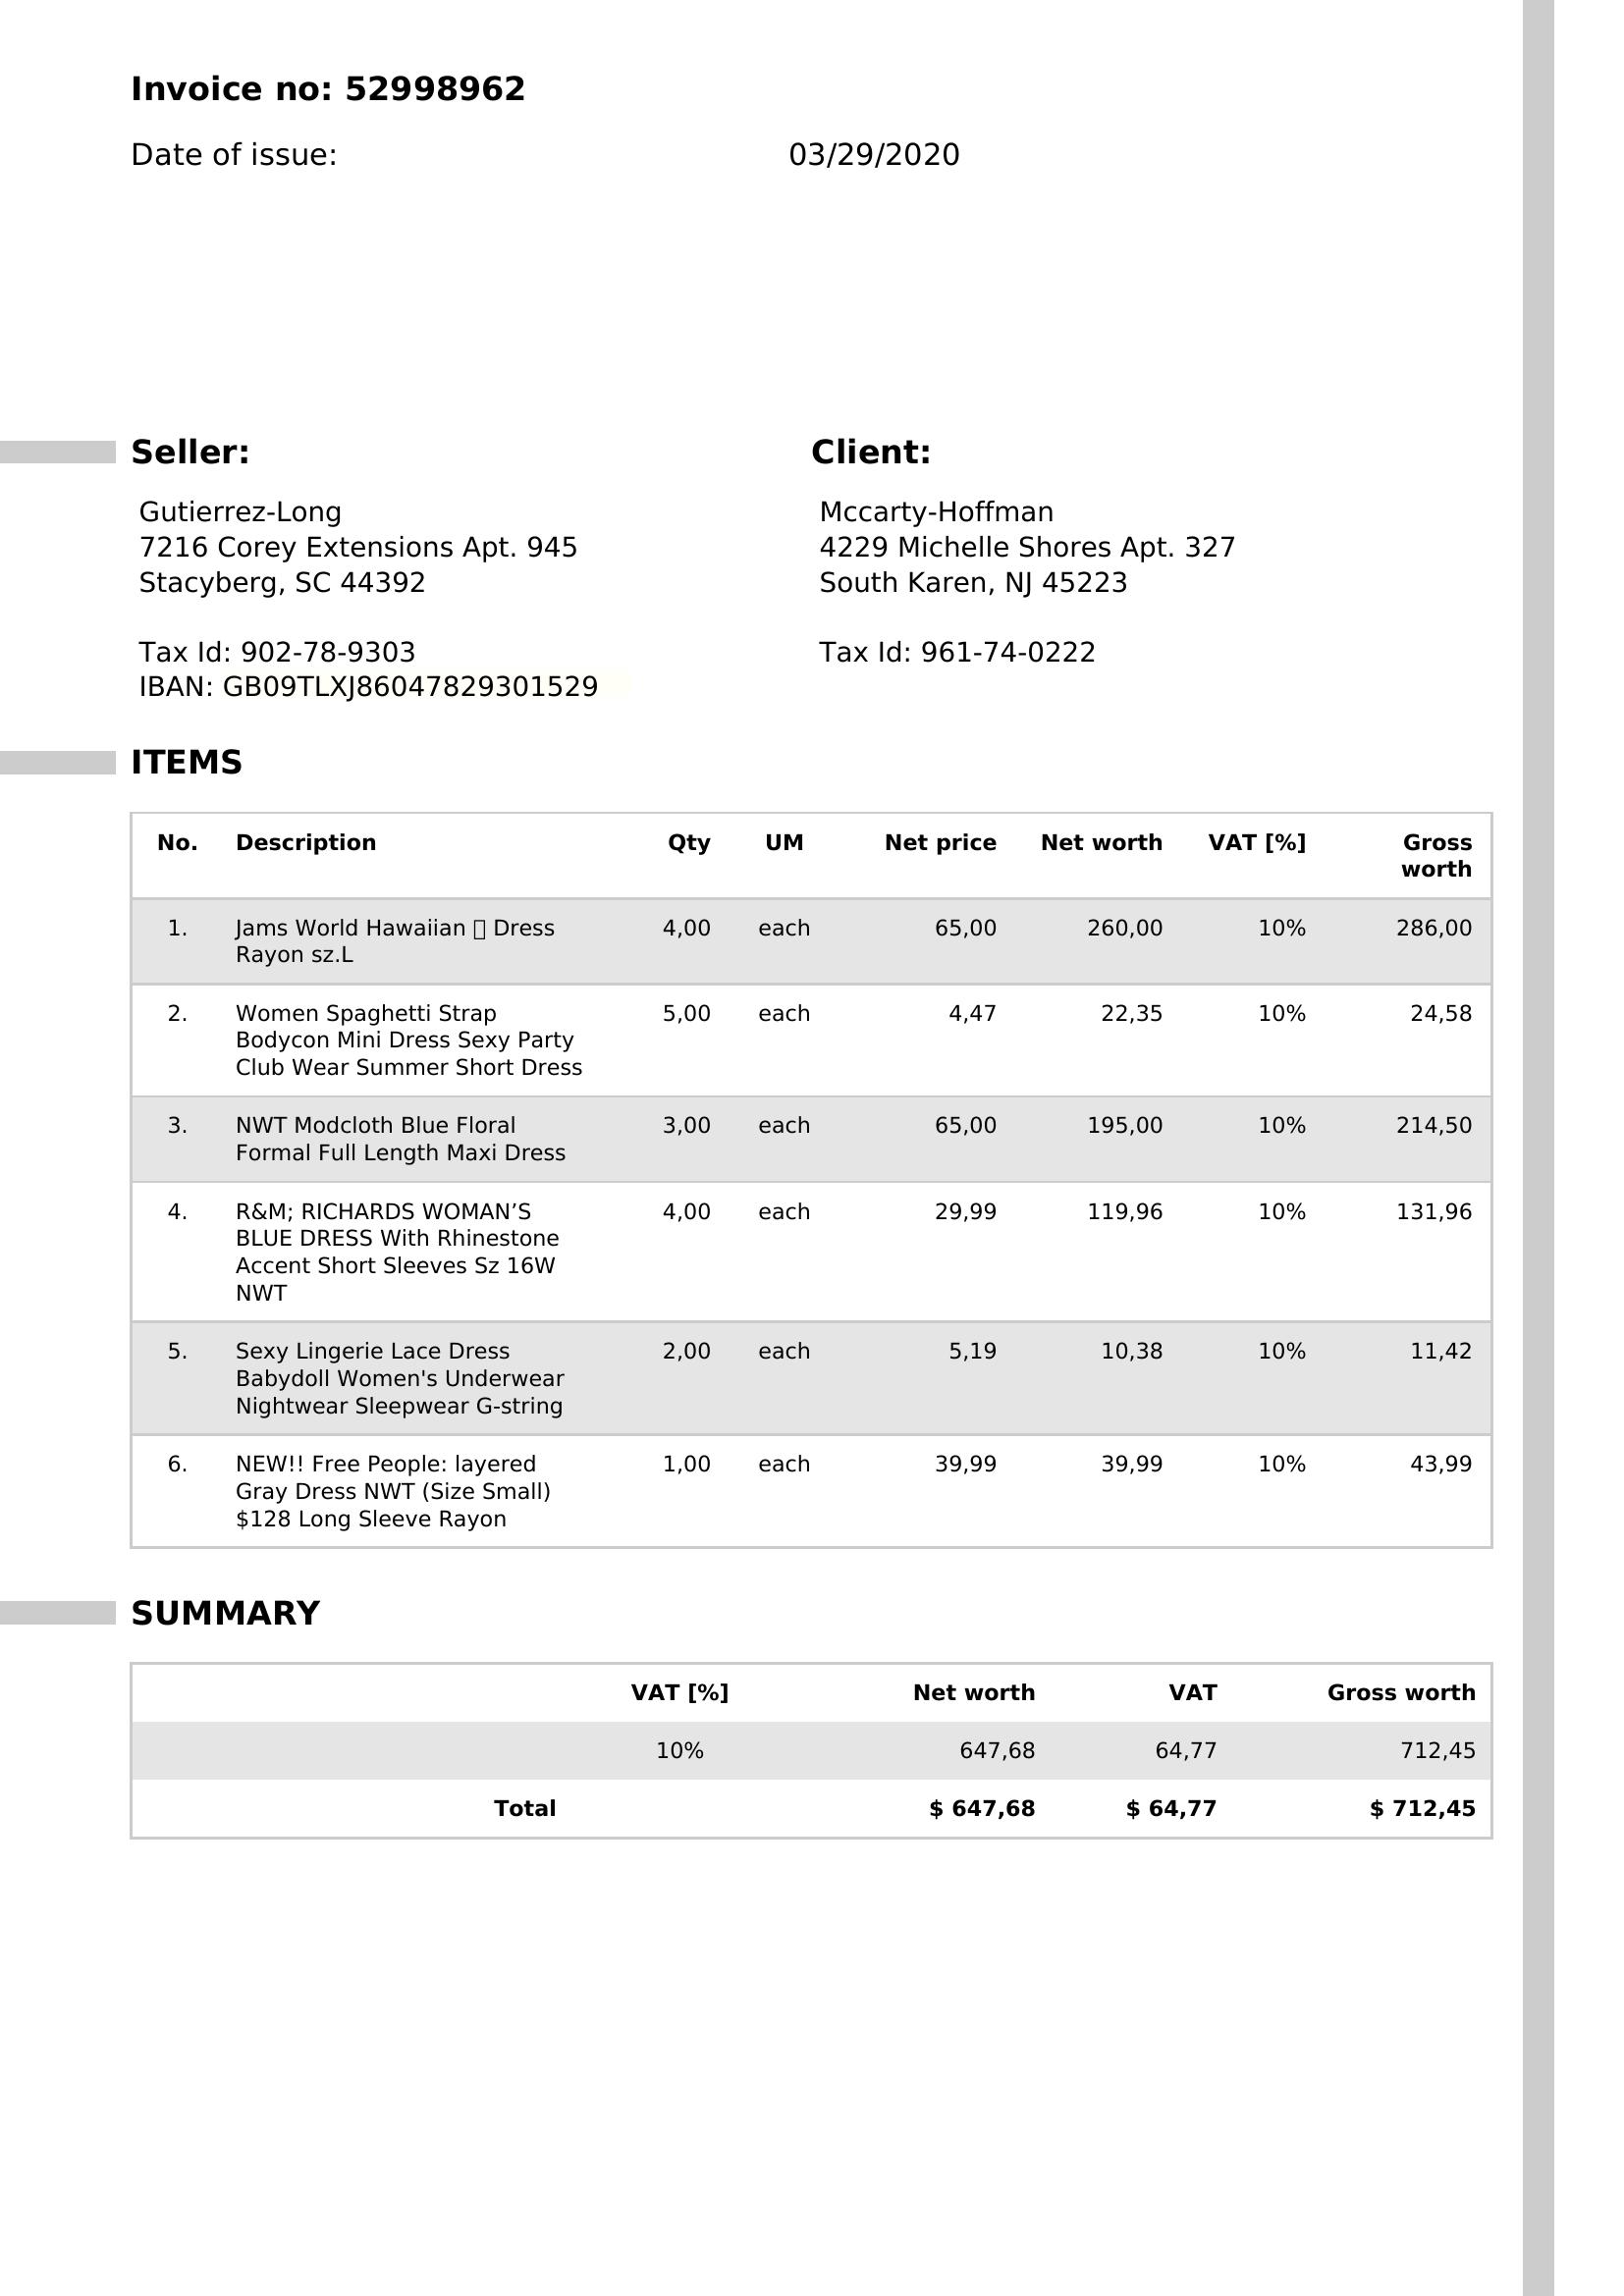 Invoice no: 52998962
Date of issue: 03/29/2020
Seller: Client:
Gutierrez-Long Mccarty-Hoffman
7216 Corey Extensions Apt. 945 4229 Michelle Shores Apt. 327
Stacyberg, SC 44392 South Karen, NJ 45223
Tax Id: 902-78-9303 Tax Id: 961-74-0222
IBAN: GB09TLXJ86047829301529
ITEMS
No. Description Qty UM Net price Net worth VAT [%] Gross
worth
1. Jams World Hawaiian ▯ Dress 4,00 each 65,00 260,00 10% 286,00
Rayon sz.L
2. Women Spaghetti Strap 5,00 each 4,47 22,35 10% 24,58
Bodycon Mini Dress Sexy Party
Club Wear Summer Short Dress
3. NWT Modcloth Blue Floral 3,00 each 65,00 195,00 10% 214,50
Formal Full Length Maxi Dress
4. R&M; RICHARDS WOMAN’S 4,00 each 29,99 119,96 10% 131,96
BLUE DRESS With Rhinestone
Accent Short Sleeves Sz 16W
NWT
5. Sexy Lingerie Lace Dress 2,00 each 5,19 10,38 10% 11,42
Babydoll Women's Underwear
Nightwear Sleepwear G-string
6. NEW!! Free People: layered 1,00 each 39,99 39,99 10% 43,99
Gray Dress NWT (Size Small)
$128 Long Sleeve Rayon
SUMMARY
VAT [%] Net worth VAT Gross worth
10% 647,68 64,77 712,45
Total $ 647,68 $ 64,77 $ 712,45